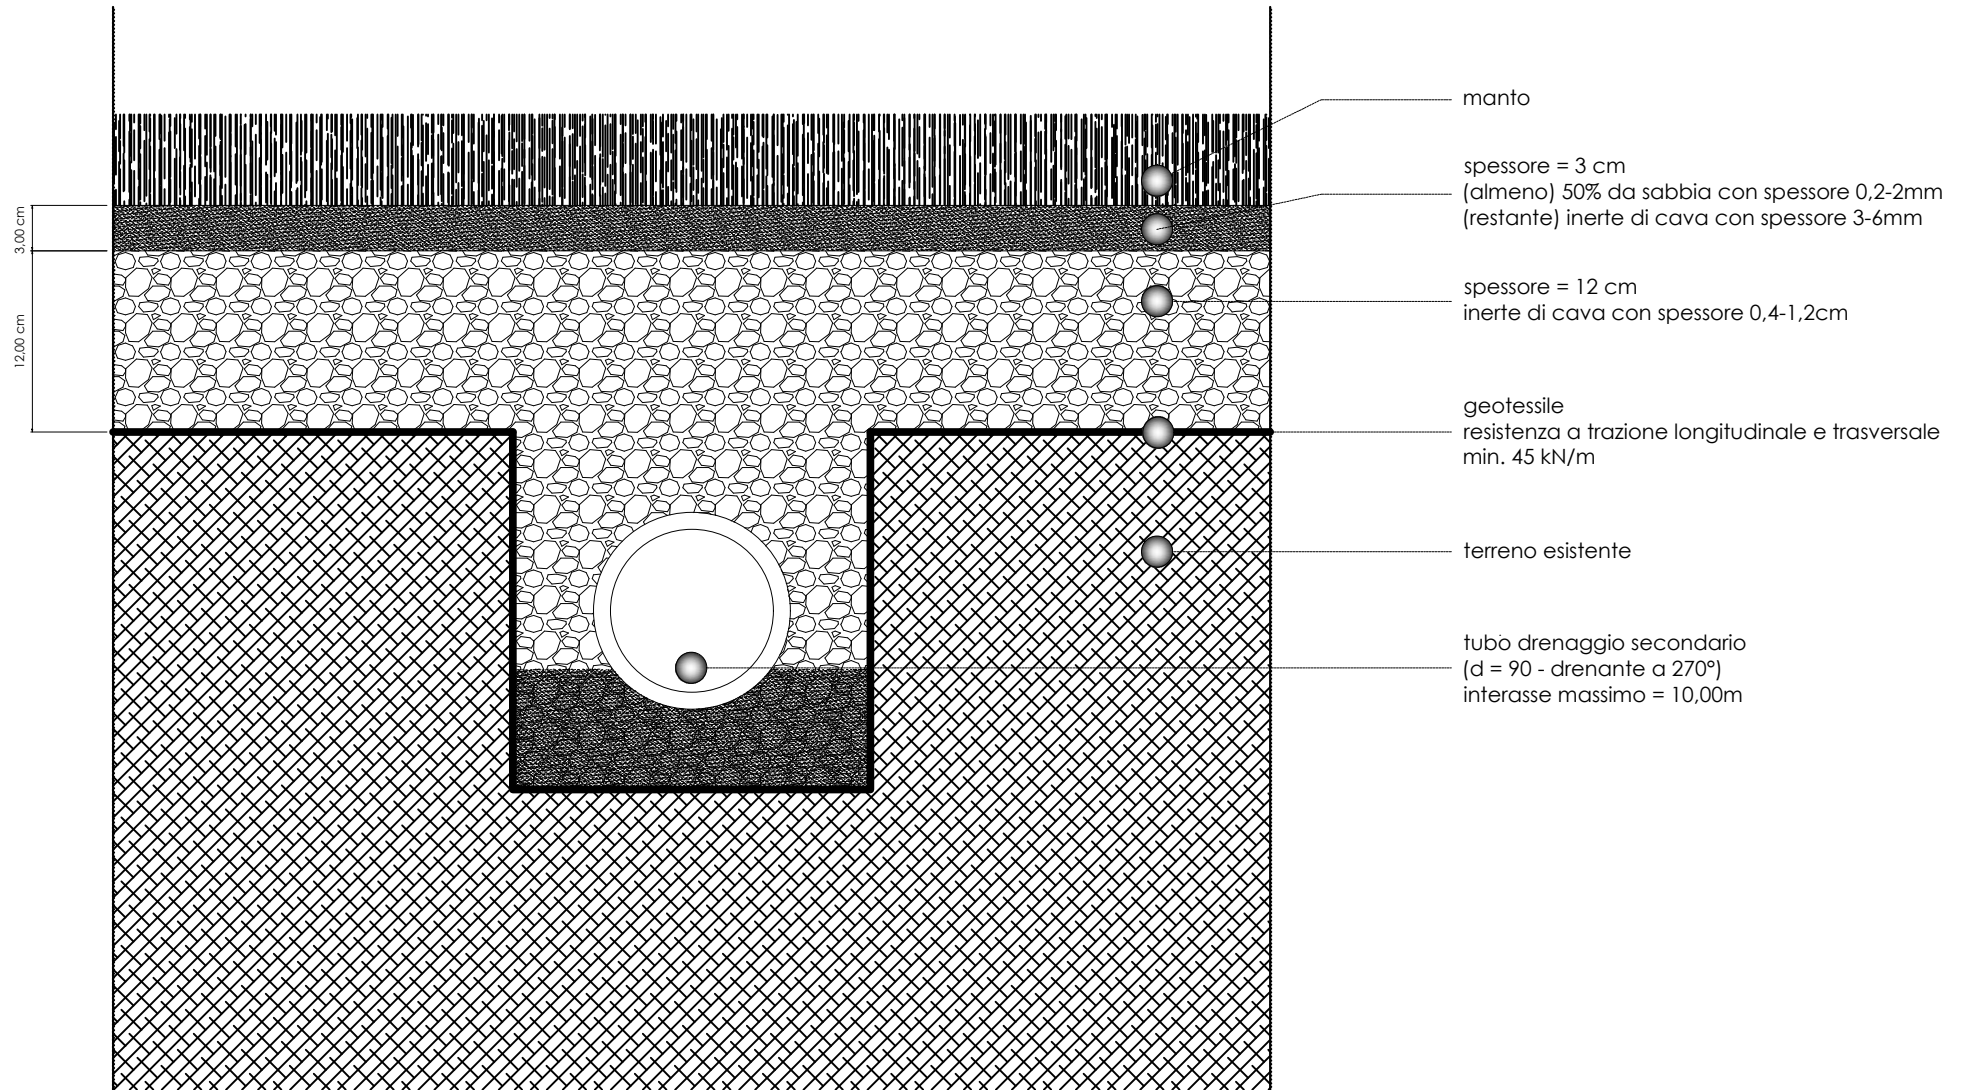 manto
spessore = 3 cm
(almeno) 50% da sabbia con spessore 0,2-2mm
(restante) inerte di cava con spessore 3-6mm
3,00 cm
spessore = 12 cm
inerte di cava con spessore 0,4-1,2cm
12,00 cm
geotessile
resistenza a trazione longitudinale e trasversale
min. 45 kN/m
terreno esistente
tubo drenaggio secondario
(d = 90 - drenante a 270°)
interasse massimo = 10,00m